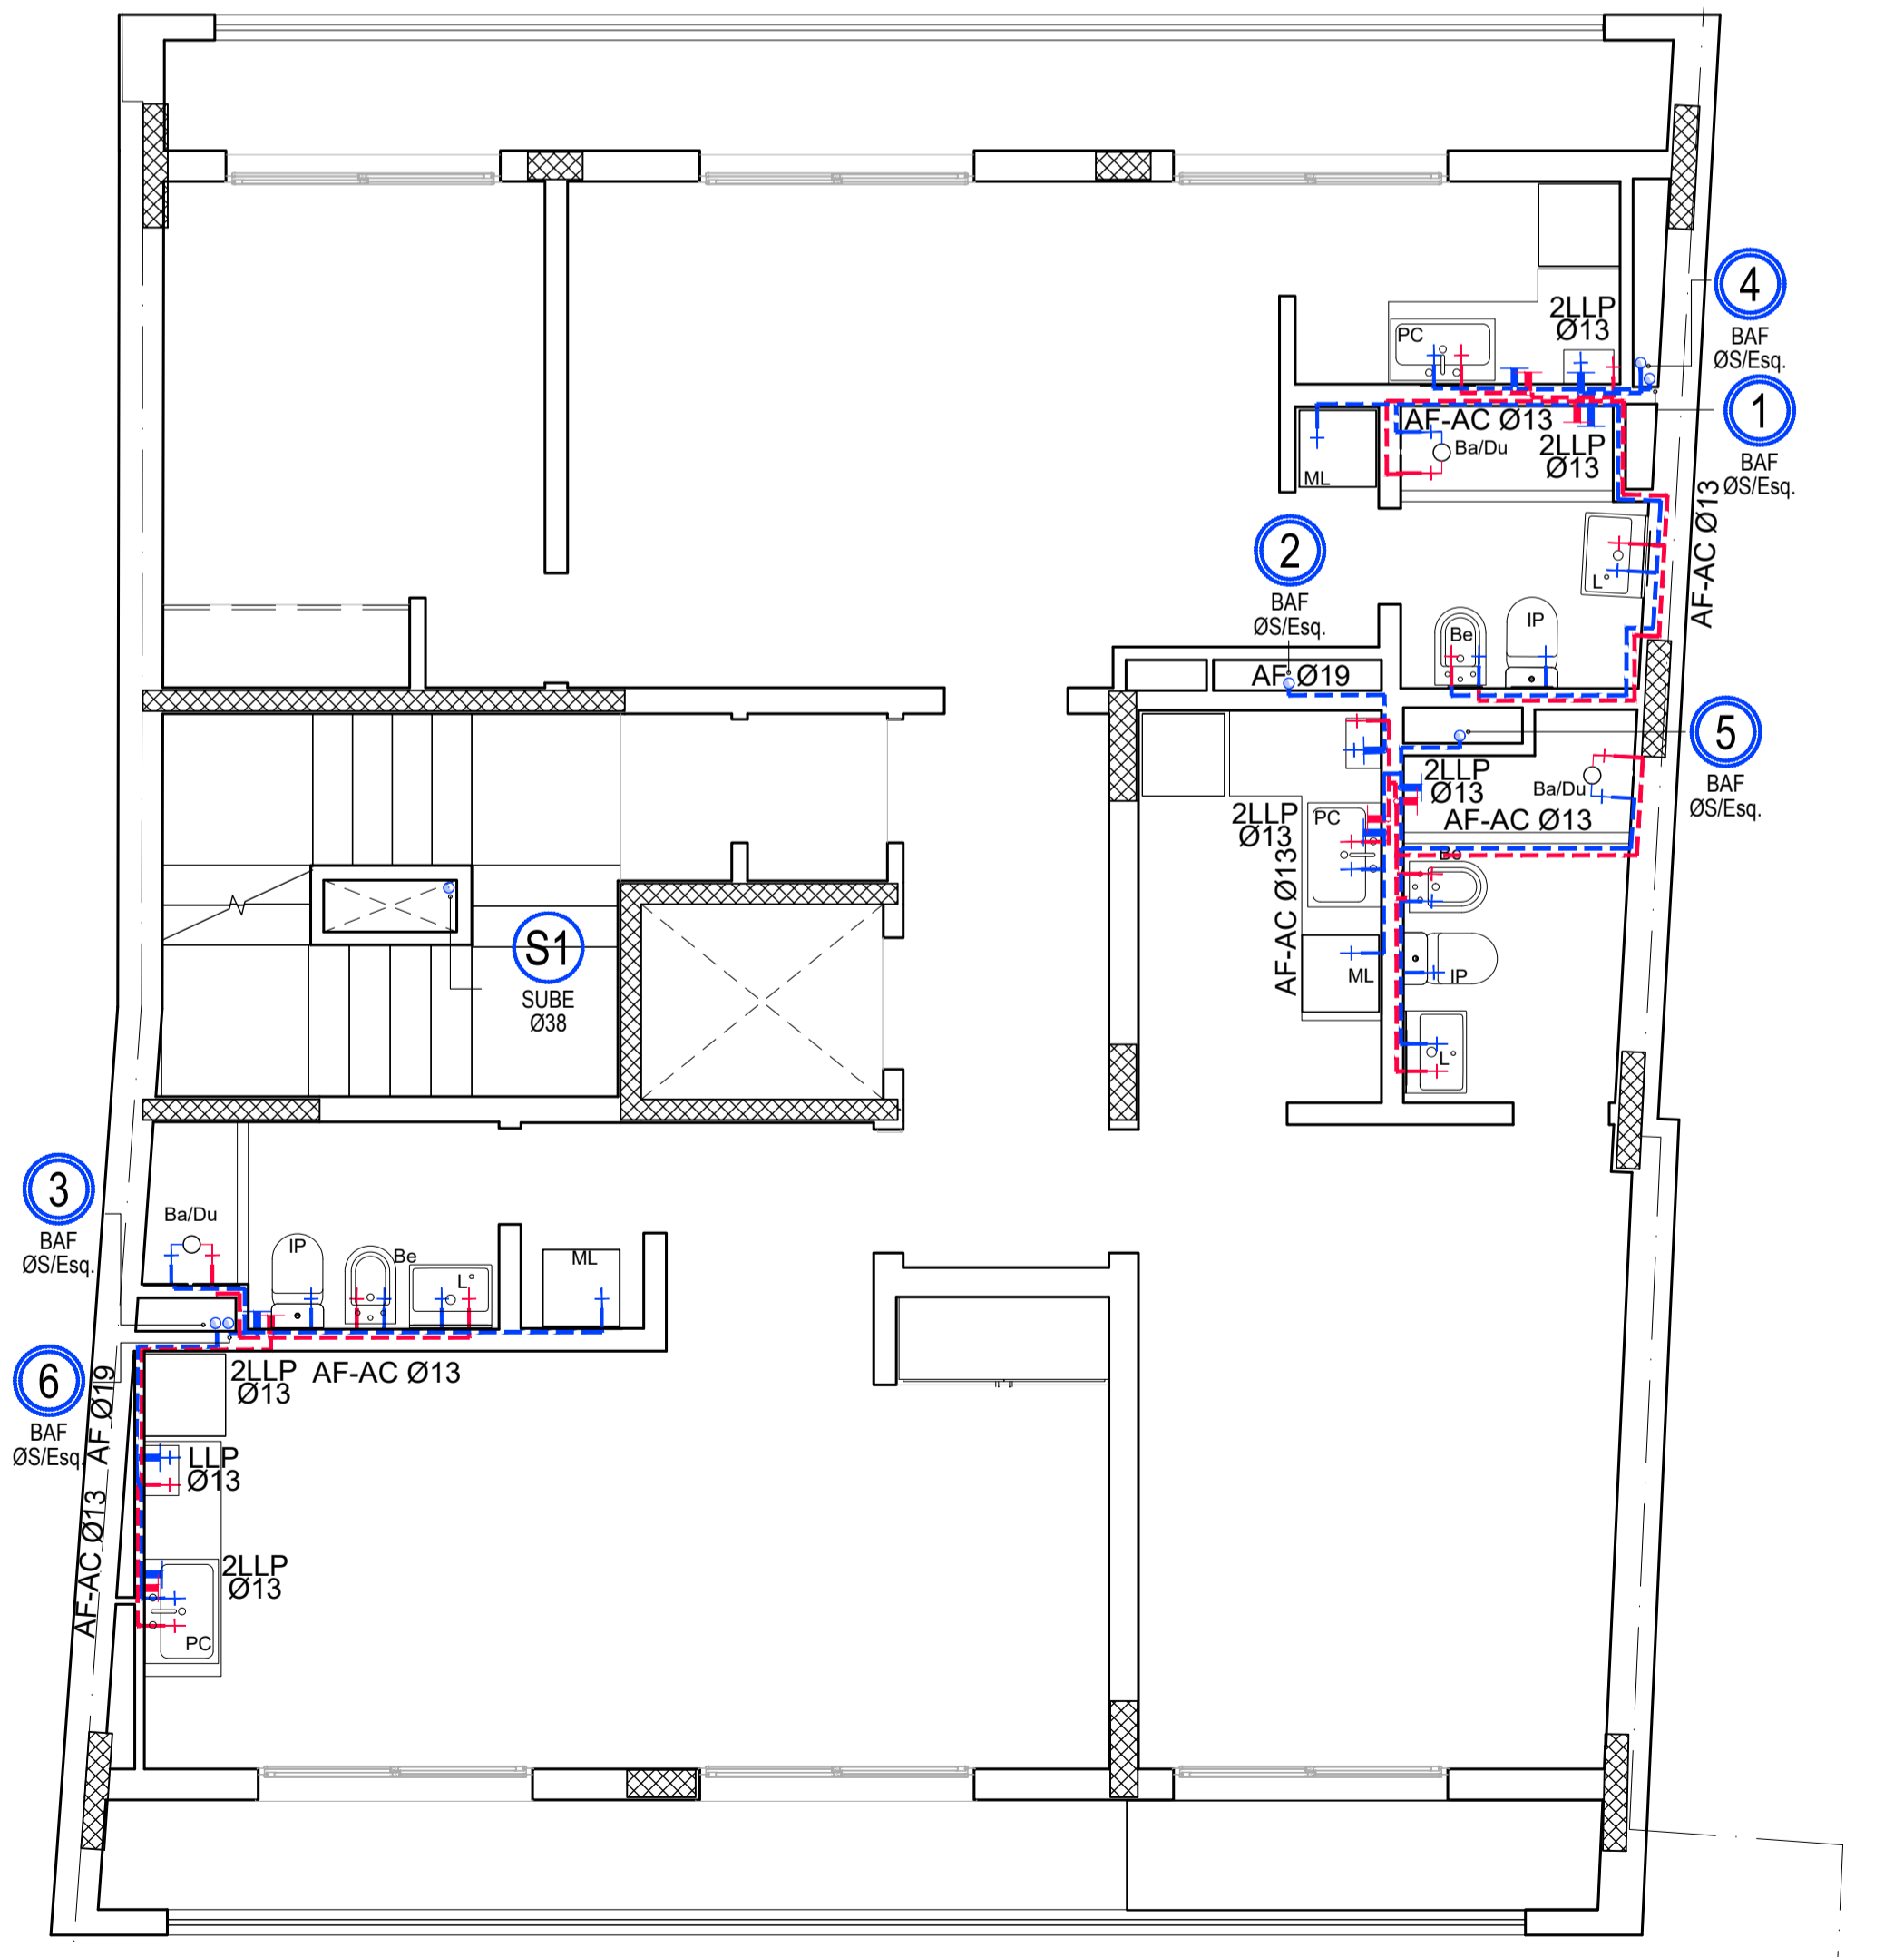 4
BAF
ØS/Esq.
2LLP
Ø13
PC
1
BAF
ØS/Esq.
AF-AC Ø13
Ba/Du
2LLP
Ø13
ML
AF-AC Ø13
L
2
BAF
ØS/Esq.
Be
IP
AF Ø19
5
BAF
ØS/Esq.
2LLP
Ø13
Ba/Du
AF-AC Ø13
2LLP
Ø13
PC
Be
AF-AC Ø13
ML
IP
L
S1
SUBE
Ø38
3
BAF
ØS/Esq.
Ba/Du
IP
Be
L
ML
6
BAF
ØS/Esq.
AF Ø19
2LLP
Ø13
AF-AC Ø13
LLP
Ø13
AF-AC Ø13
2LLP
Ø13
PC